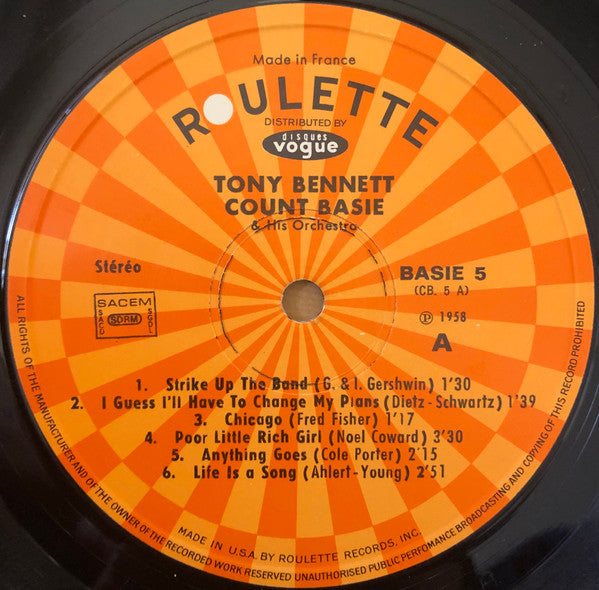 Made in France
ROULETTE
DISTRIBUTED BY
disques
vogue
TONY BENNETT
COUNT BASIE
& His Orchestra
Stéréo
BASIE 5
(CB. 5 A)
SACEM
SACD
SDRM
SGDL
Ⓟ 1958
A
1. Strike Up The Band (G. & I. Gershwin) 1'30
2. I Guess I'll Have To Change My Plans (Dietz-Schwartz) 1'39
3. Chicago (Fred Fisher) 1'17
4. Poor Little Rich Girl (Noel Coward) 3'30
5. Anything Goes (Cole Porter) 2'15
6. Life Is a Song (Ahlert-Young) 2'51
MADE IN U.S.A. BY ROULETTE RECORDS, INC.
ALL RIGHTS OF THE MANUFACTURER AND OF THE OWNER OF THE RECORDED WORK RESERVED UNAUTHORISED PUBLIC PERFOMANCE BROADCASTING AND COPYING OF THIS RECORD PROHIBITED